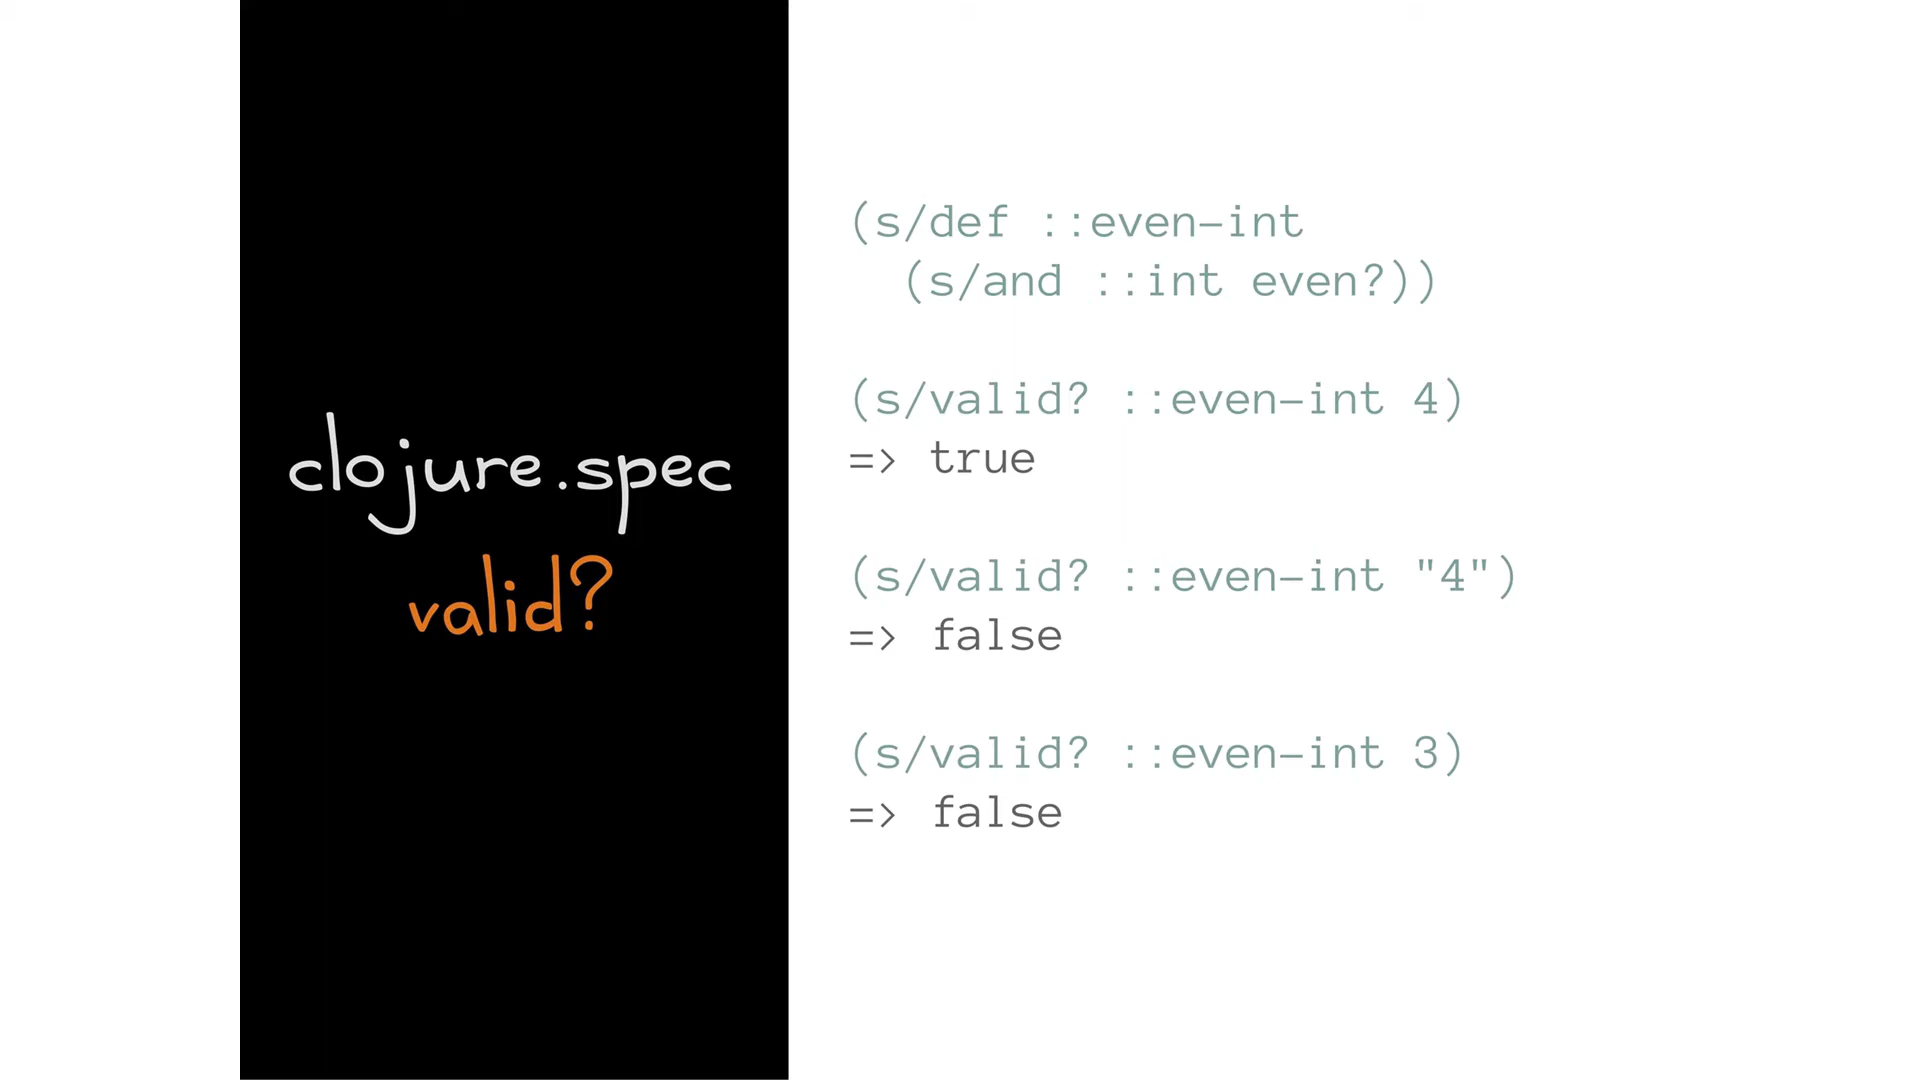 clojure.spec
valid?
(s/def ::even-int
  (s/and ::int even?))
(s/valid? ::even-int 4)
=> true
(s/valid? ::even-int "4")
=> false
(s/valid? ::even-int 3)
=> false